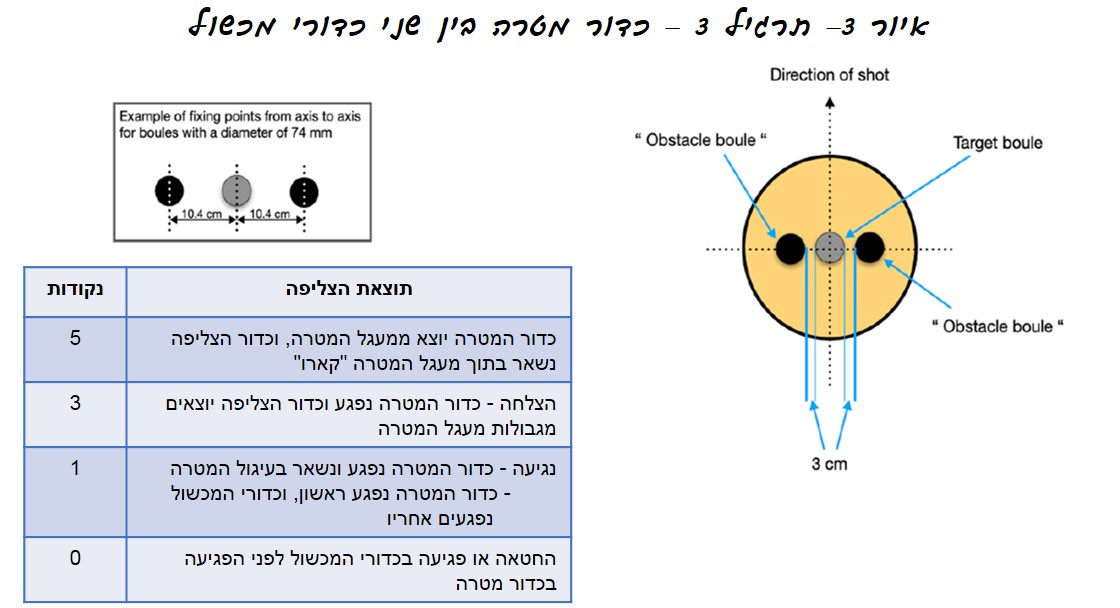 איור 3– תרגיל 3 – כדור מטרה בין שני כדורי מכשול
Example of fixing points from axis to axis
for boules with a diameter of 74 mm
10.4 cm
10.4 cm
Direction of shot
“ Obstacle boule “
Target boule
“ Obstacle boule “
3 cm
תוצאת הצליפה
נקודות
כדור המטרה יוצא ממעגל המטרה, וכדור הצליפה
נשאר בתוך מעגל המטרה "קארו"
5
הצלחה - כדור המטרה נפגע וכדור הצליפה יוצאים
מגבולות מעגל המטרה
3
נגיעה - כדור המטרה נפגע ונשאר בעיגול המטרה
- כדור המטרה נפגע ראשון, וכדורי המכשול
נפגעים אחריו
1
החטאה או פגיעה בכדורי המכשול לפני הפגיעה
בכדור מטרה
0